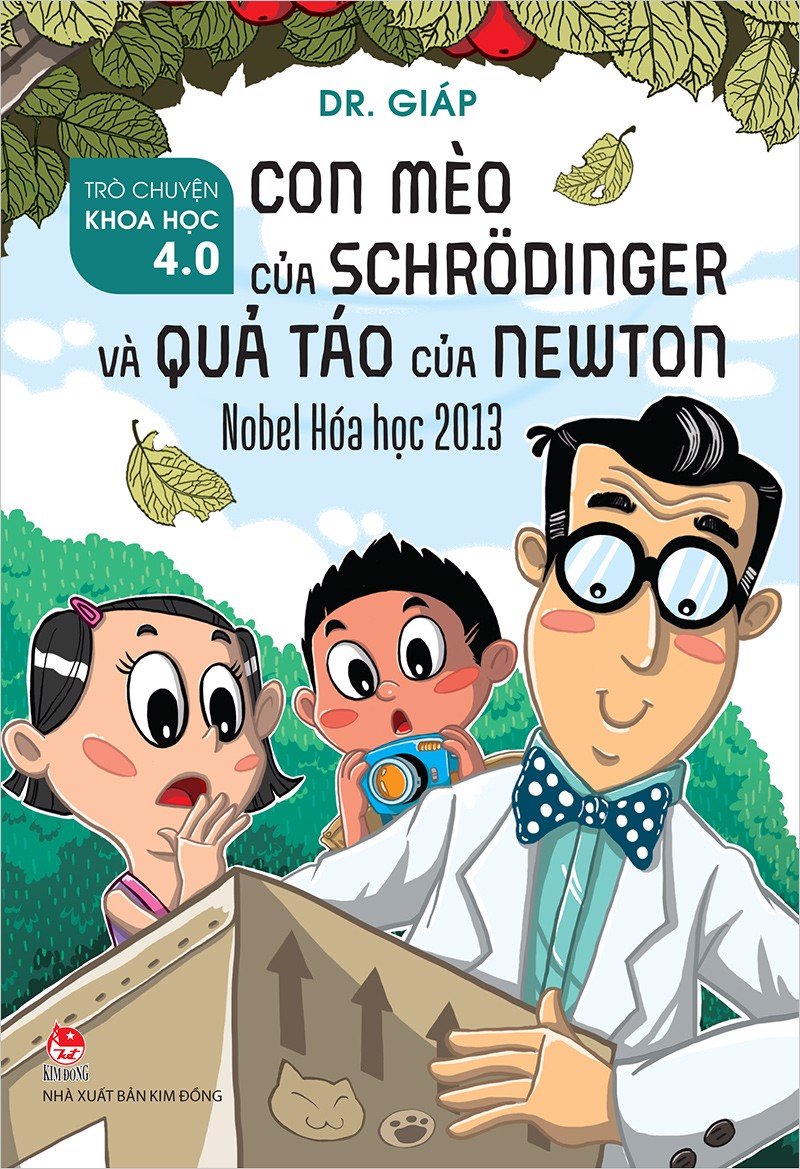 DR. GIÁP
TRÒ CHUYỆN
KHOA HỌC
4.0
CON MÈO
CỦA SCHRÖDINGER
VÀ QUẢ TÁO CỦA NEWTON
Nobel Hóa học 2013
KIM ĐỒNG
NHÀ XUẤT BẢN KIM ĐỒNG